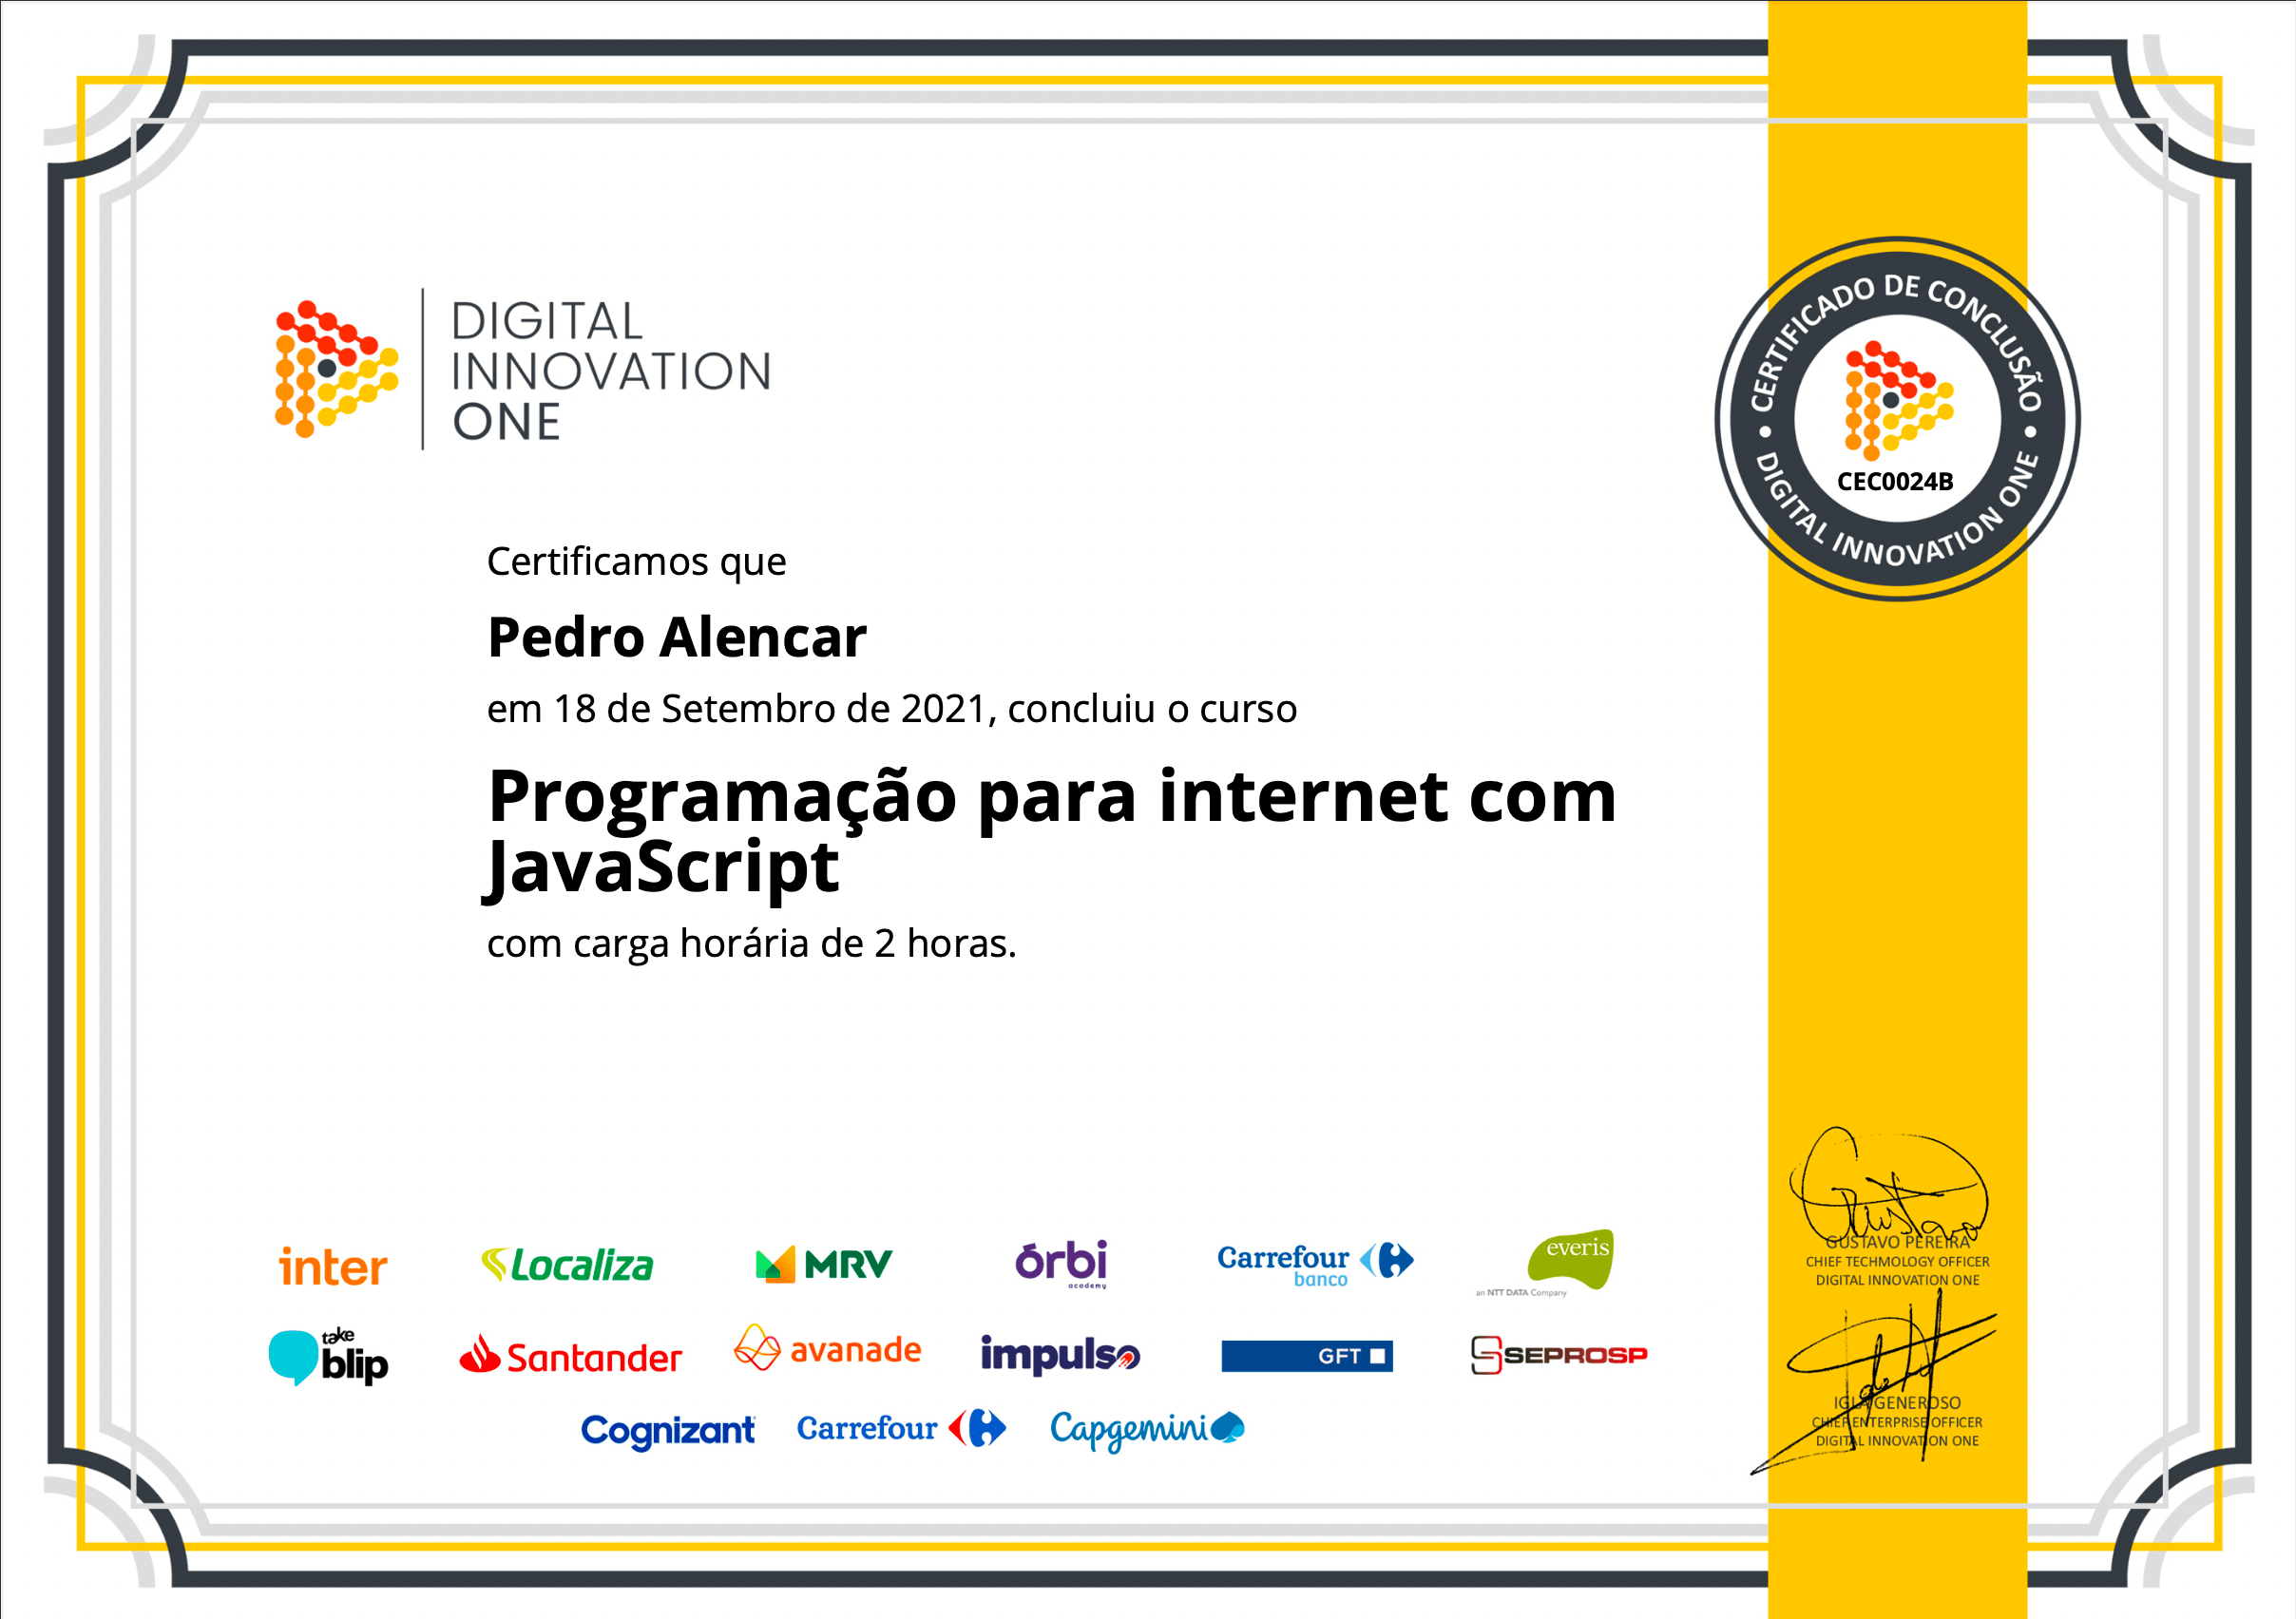 DIGITAL
INNOVATION
ONE
CERTIFICADO DE CONCLUSÃO
CEC0024B
DIGITAL INNOVATION ONE
Certificamos que
Pedro Alencar
em 18 de Setembro de 2021, concluiu o curso
Programação para internet com
JavaScript
com carga horária de 2 horas.
inter
Localiza
MRV
órbi
academy
Carrefour
banco
everis
an NTT DATA Company
take
blip
Santander
avanade
impulso
GFT
SEPROSP
Cognizant
Carrefour
Capgemini
Gustavo
GUSTAVO PEREIRA
CHIEF TECHMOLOGY OFFICER
DIGITAL INNOVATION ONE
IGLA GENEROSO
CHIEF ENTERPRISE OFFICER
DIGITAL INNOVATION ONE